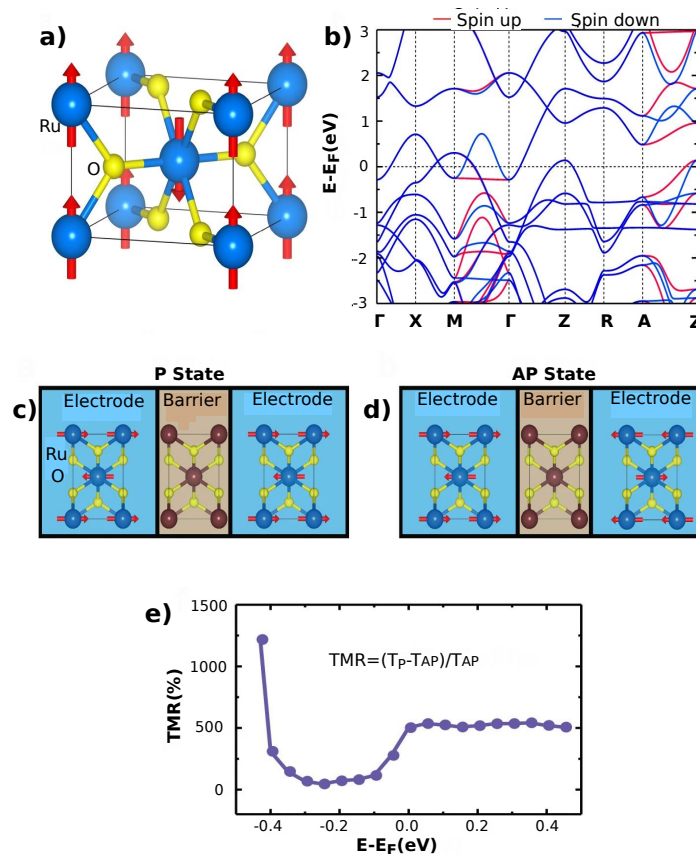 a)
Ru
O
b)
Spin up
Spin down
E-EF(eV)
3
2
1
0
-1
-2
-3
Γ X M Γ Z R A Z
P State
AP State
c)
Electrode Barrier Electrode
Ru
O
d)
Electrode Barrier Electrode
e)
TMR(%)
1500
1000
500
0
TMR=(TP-TAP)/TAP
-0.4 -0.2 0.0 0.2 0.4
E-EF(eV)